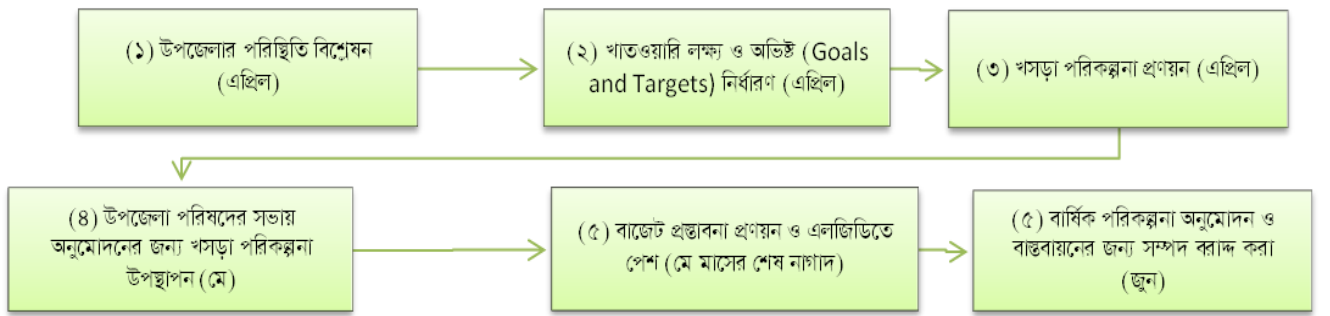 (১) উপজেলার পরিস্থিতি বিশ্লেষন
(এপ্রিল)
(২) খাতওয়ারি লক্ষ্য ও অভিষ্ট (Goals
and Targets) নির্ধারণ (এপ্রিল)
(৩) খসড়া পরিকল্পনা প্রণয়ন (এপ্রিল)
(৪) উপজেলা পরিষদের সভায়
অনুমোদনের জন্য খসড়া পরিকল্পনা
উপস্থাপন (মে)
(৫) বাজেট প্রস্তাবনা প্রণয়ন ও এলজিডিতে
পেশ (মে মাসের শেষ নাগাদ)
(৫) বার্ষিক পরিকল্পনা অনুমোদন ও
বাস্তবায়নের জন্য সম্পদ বরাদ্দ করা
(জুন)